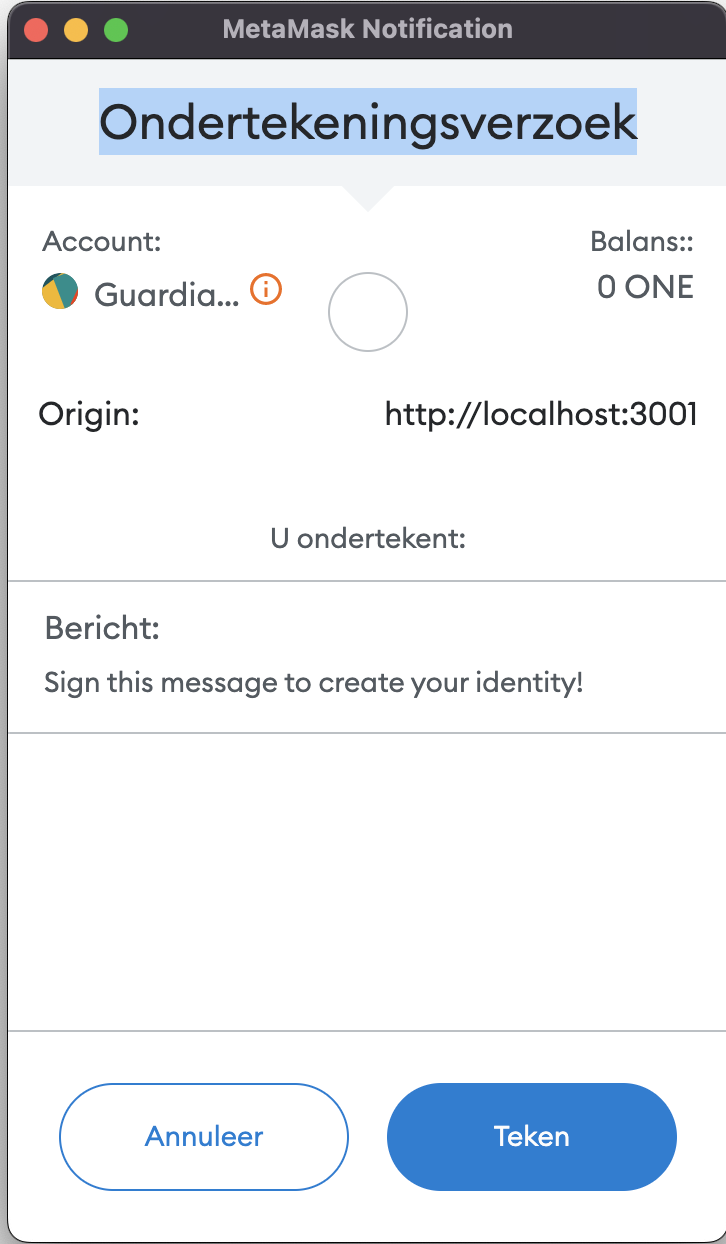 MetaMask Notification
Ondertekeningsverzoek
Account:
Balans::
Guardia...
0 ONE
Origin:
http://localhost:3001
U ondertekent:
Bericht:
Sign this message to create your identity!
Annuleer
Teken